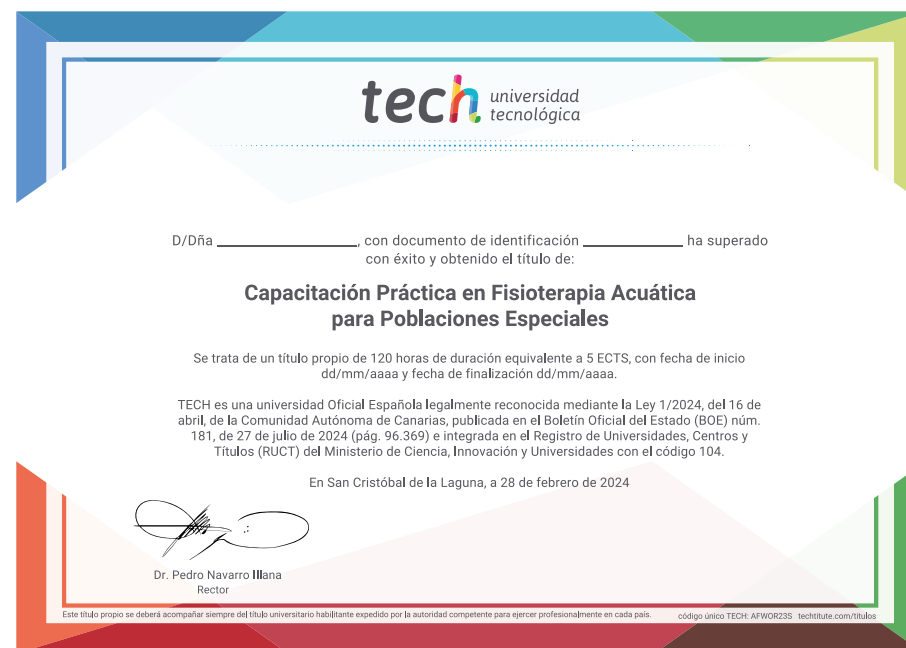 tech universidad
tecnológica
D/Dña ____________________, con documento de identificación ______________ ha superado
con éxito y obtenido el título de:
Capacitación Práctica en Fisioterapia Acuática
para Poblaciones Especiales
Se trata de un título propio de 120 horas de duración equivalente a 5 ECTS, con fecha de inicio
dd/mm/aaaa y fecha de finalización dd/mm/aaaa.
TECH es una universidad Oficial Española legalmente reconocida mediante la Ley 1/2024, del 16 de
abril, de la Comunidad Autónoma de Canarias, publicada en el Boletín Oficial del Estado (BOE) núm.
181, de 27 de julio de 2024 (pág. 96.369) e integrada en el Registro de Universidades, Centros y
Títulos (RUCT) del Ministerio de Ciencia, Innovación y Universidades con el código 104.
En San Cristóbal de la Laguna, a 28 de febrero de 2024
Dr. Pedro Navarro Illana
Rector
Este título propio se deberá acompañar siempre del título universitario habilitante expedido por la autoridad competente para ejercer profesionalmente en cada país.
código único TECH: AFWOR23S techtitute.com/titulos